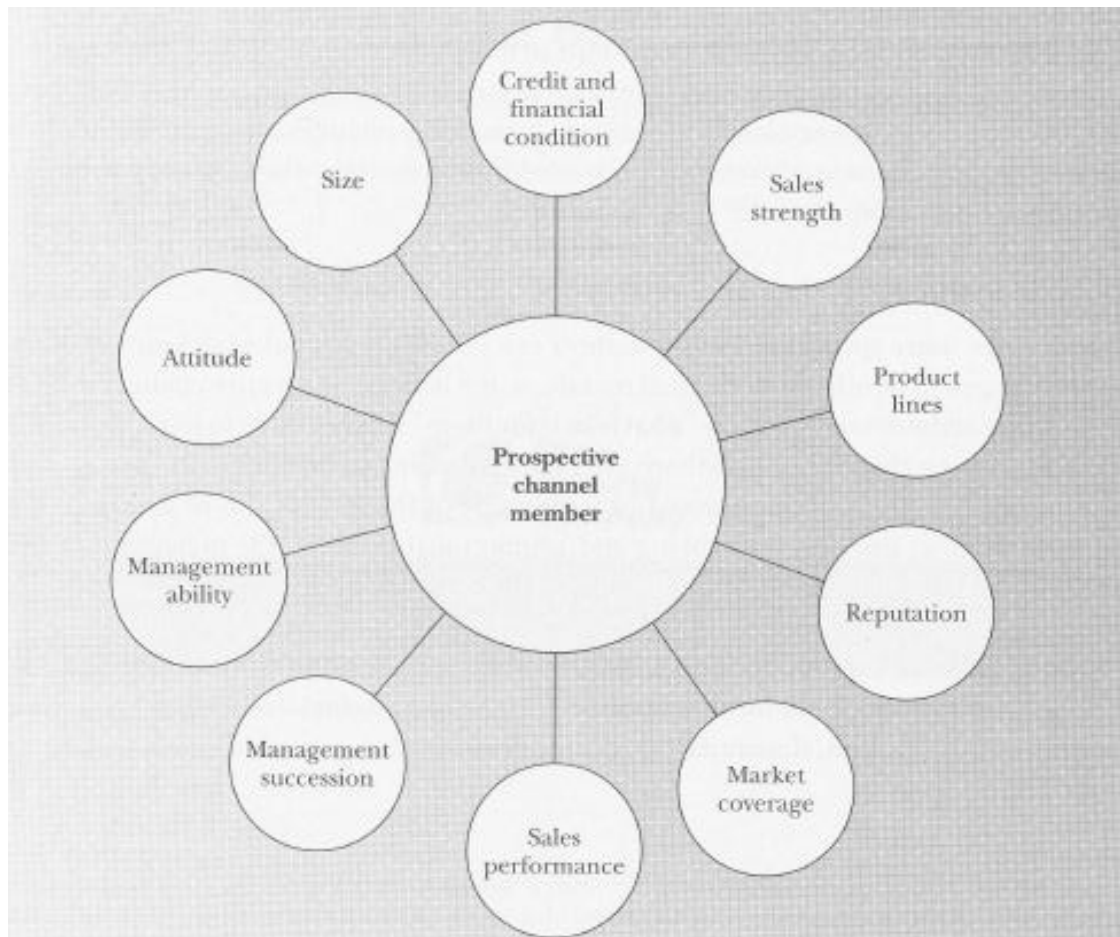 Credit and
financial
condition
Sales
strength
Product
lines
Reputation
Market
coverage
Sales
performance
Management
succession
Management
ability
Attitude
Size
Prospective
channel
member